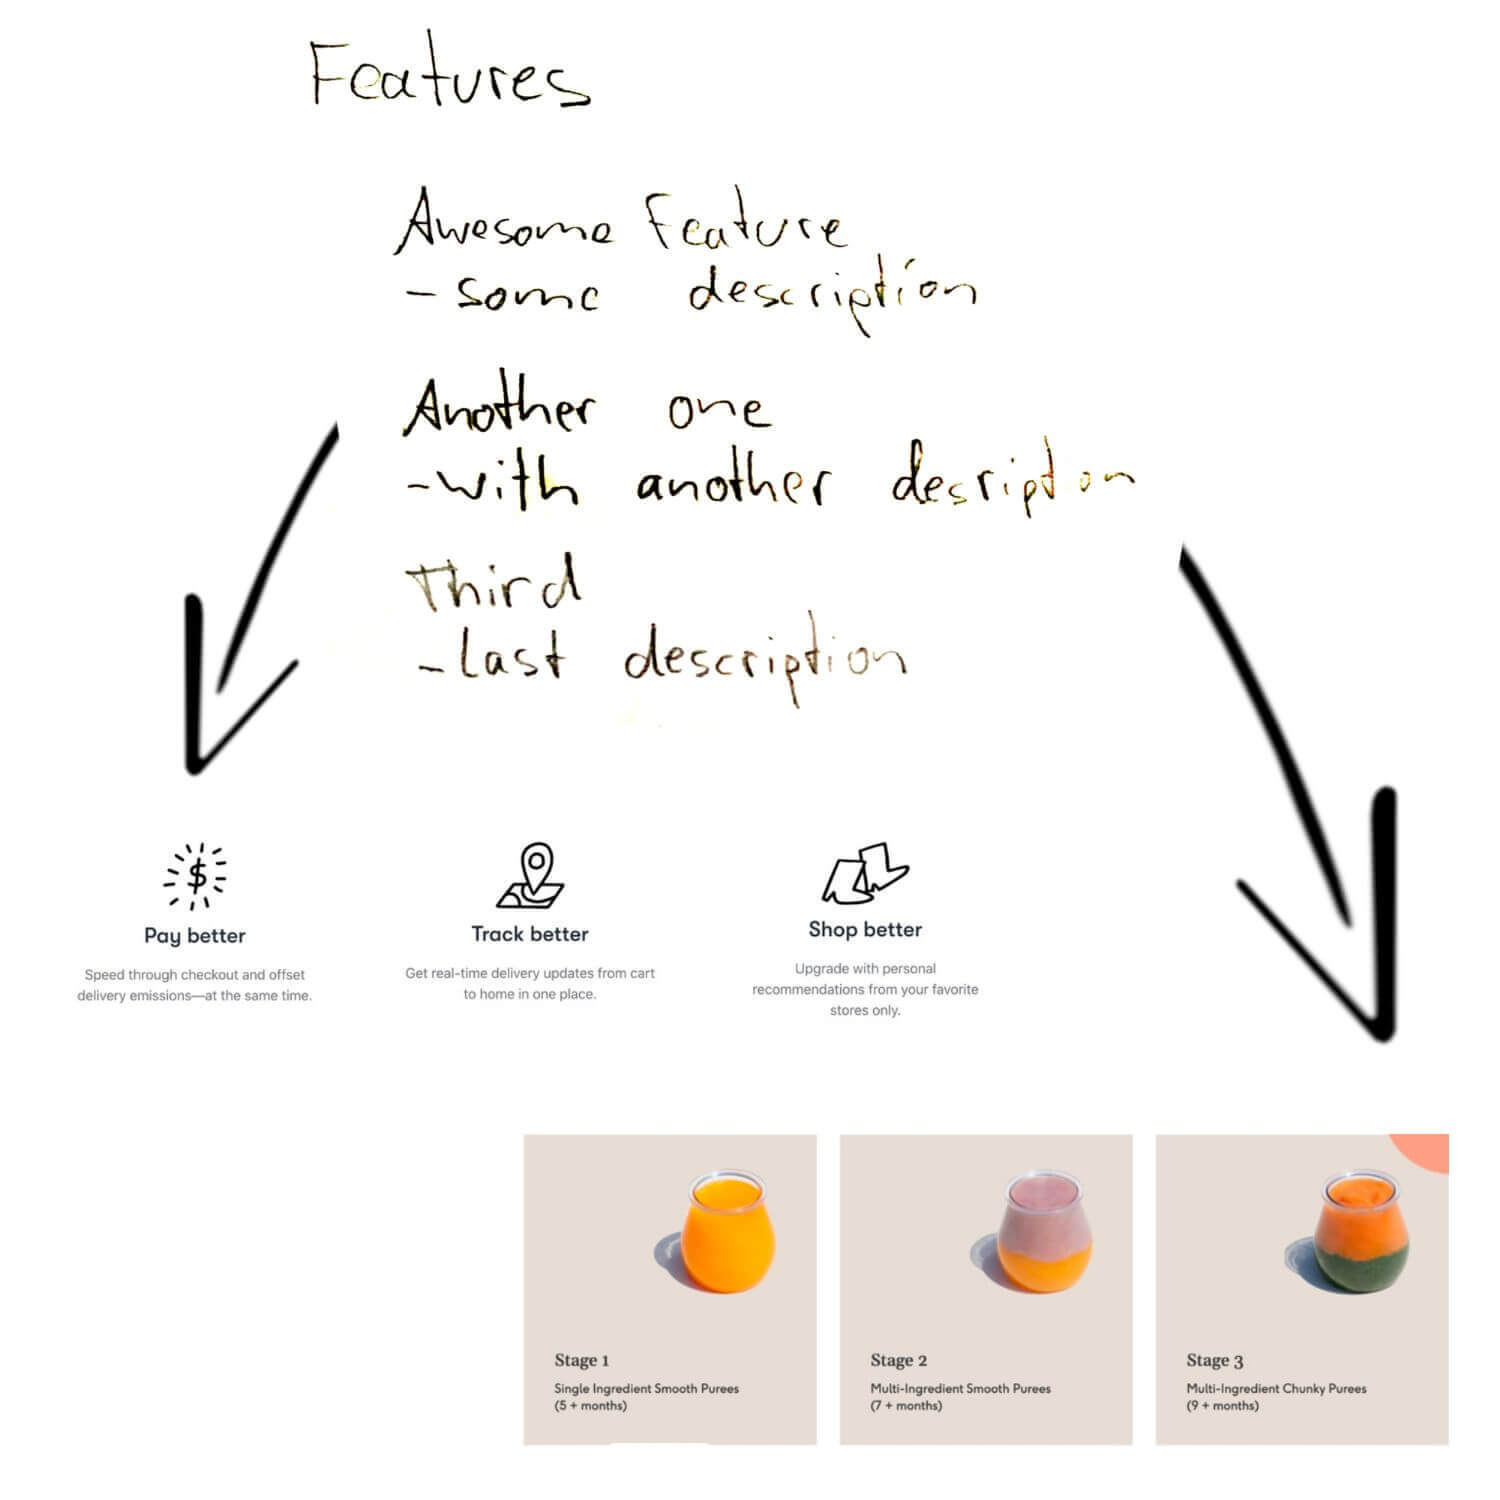 Features
Awesome Feature
- some description
Another one
- with another desription
Third
- Last description
$
Pay better
Speed through checkout and offset
delivery emissions—at the same time.
Track better
Get real-time delivery updates from cart
to home in one place.
Shop better
Upgrade with personal
recommendations from your favorite
stores only.
Stage 1
Single Ingredient Smooth Purees
(5 + months)
Stage 2
Multi-Ingredient Smooth Purees
(7 + months)
Stage 3
Multi-Ingredient Chunky Purees
(9 + months)